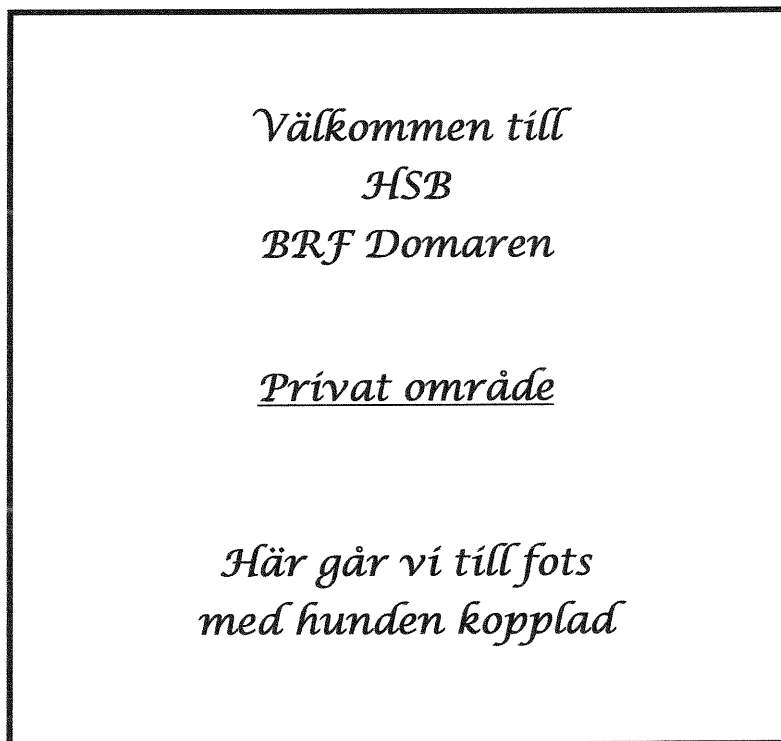 Välkommen till
HSB
BRF Domaren
Privat område
Här går vi till fots
med hunden kopplad